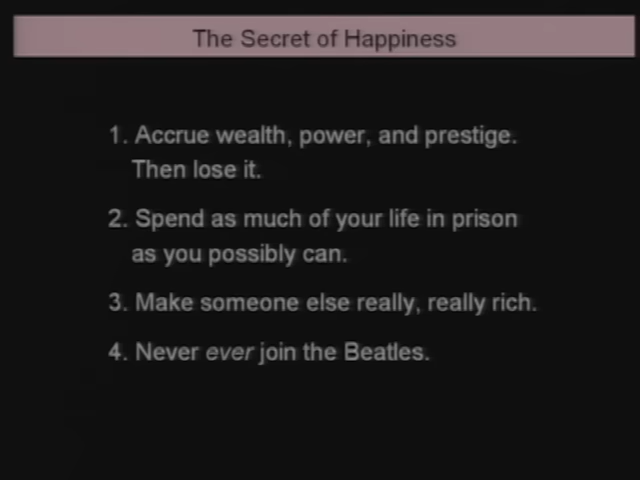 The Secret of Happiness
1. Accrue wealth, power, and prestige.
Then lose it.
2. Spend as much of your life in prison
as you possibly can.
3. Make someone else really, really rich.
4. Never ever join the Beatles.